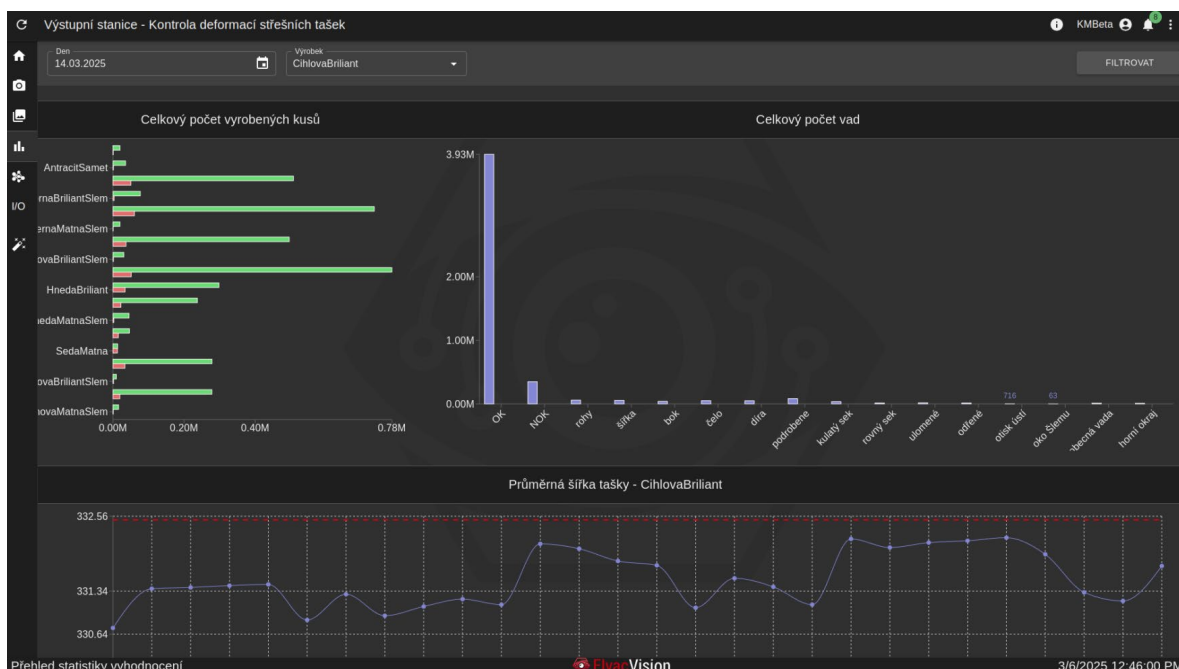 Výstupní stanice - Kontrola deformací střešních tašek
KMBeta
8
Den
14.03.2025
Výrobek
CihlovaBriliant
FILTROVAT
I/O
Celkový počet vyrobených kusů
AntracitSamet
rnaBriliantSlem
ernaMatnaSlem
ovaBriliantSlem
HnedaBriliant
nedaMatnaSlem
SedaMatna
ovaBriliantSlem
novaMatnaSlem
0.00M 0.20M 0.40M 0.78M
Celkový počet vad
3.93M
2.00M
1.00M
0.00M
716 63
OK NOK rohy šířka bok čelo díra podrobene kulatý sek rovný sek ulomené odřené otisk ústí oko Šlemu obecná vada horní okraj
Průměrná šířka tašky - CihlovaBriliant
332.56
331.34
330.64
Přehled statistiky vyhodnocení
ElvacVision
3/6/2025 12:46:00 PM